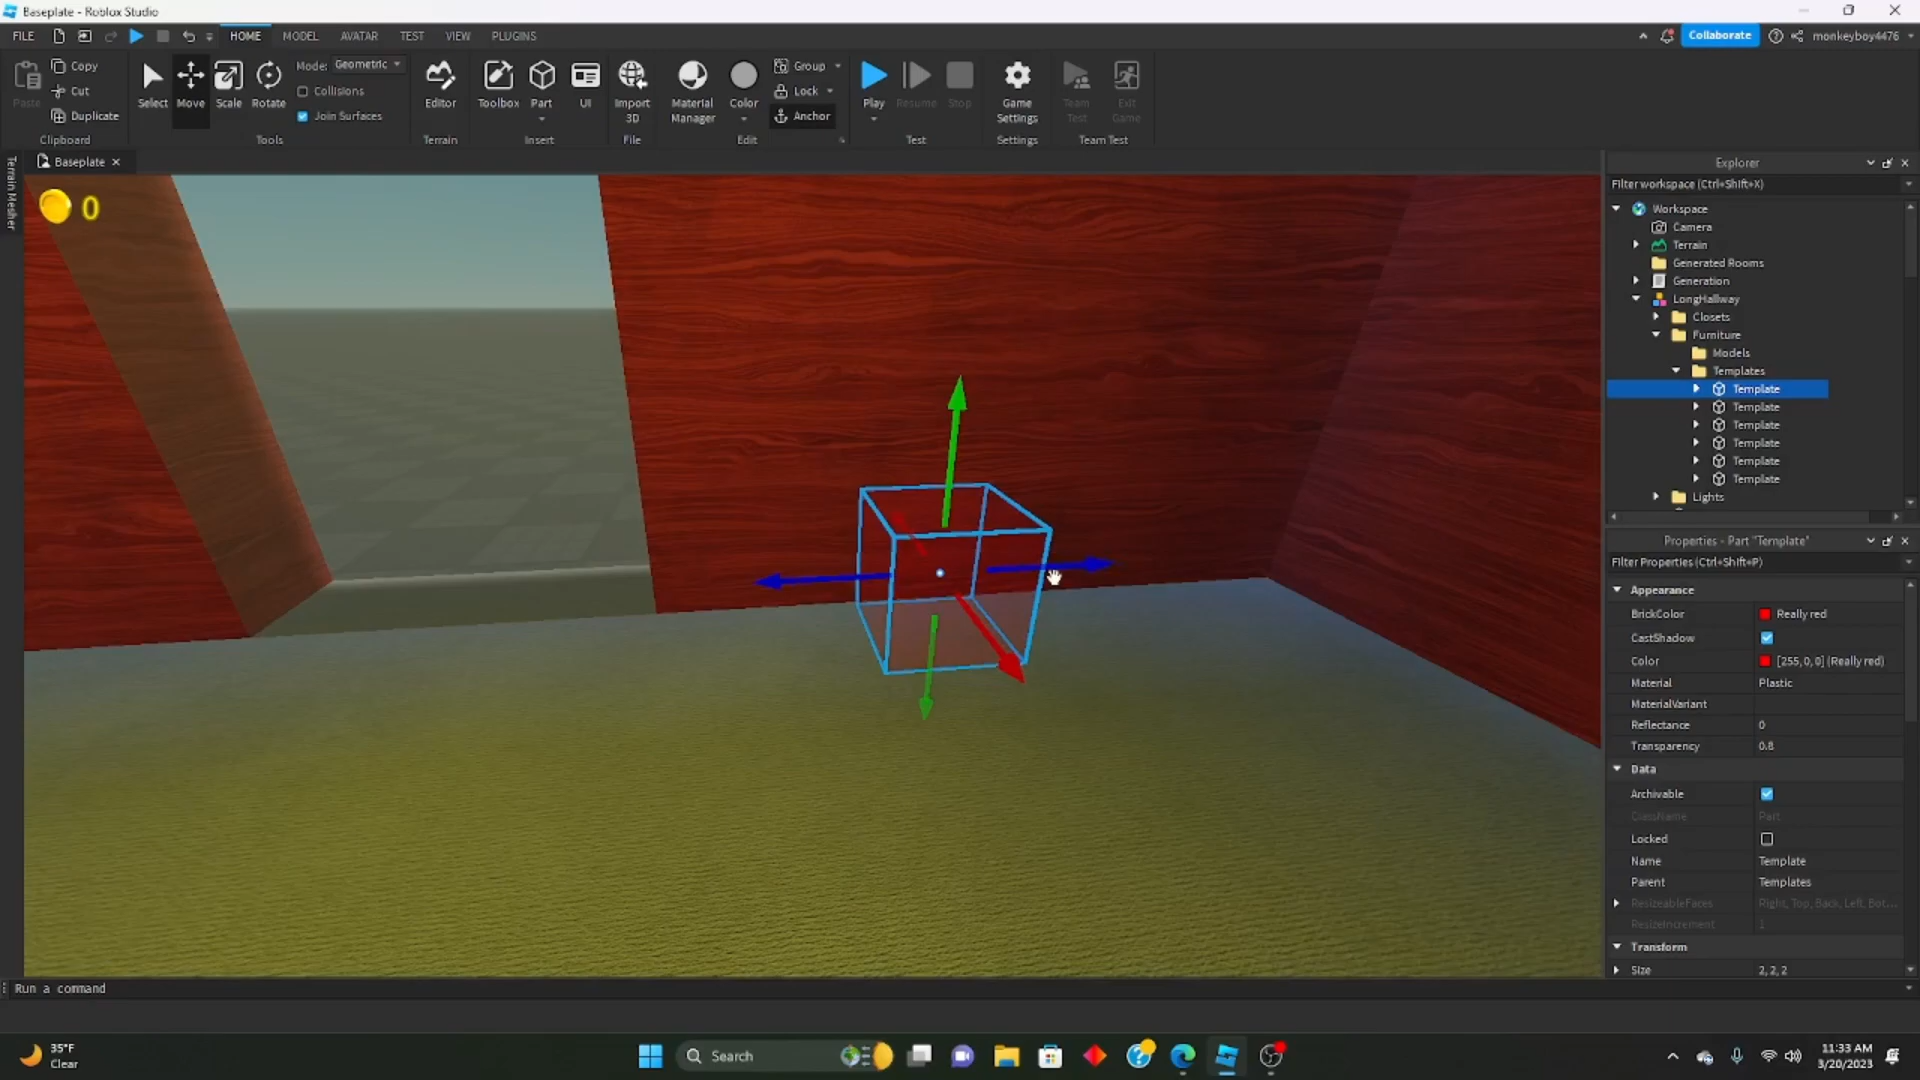 Baseplate - Roblox Studio
FILE HOME MODEL AVATAR TEST VIEW PLUGINS Collaborate monkeyboy4476
Paste Copy Cut Duplicate
Clipboard
Select Move Scale Rotate
Mode: Geometric
Collisions
Join Surfaces
Tools
Editor
Terrain
Toolbox Part UI
Insert
Import 3D
File
Material Manager
Color
Group
Lock
Anchor
Edit
Play Resume Stop
Test
Game Settings
Settings
Team Test
Exit Game
Team Test
Terrain Mesher
Baseplate
0
Explorer
Filter workspace (Ctrl+Shift+X)
Workspace
Camera
Terrain
Generated Rooms
Generation
LongHallway
Closets
Furniture
Models
Templates
Template
Template
Template
Template
Template
Template
Lights
Properties - Part "Template"
Filter Properties (Ctrl+Shift+P)
Appearance
BrickColor Really red
CastShadow
Color [255, 0, 0] (Really red)
Material Plastic
MaterialVariant
Reflectance 0
Transparency 0.8
Data
Archivable
ClassName Part
Locked
Name Template
Parent Templates
ResizeableFaces Right, Top, Back, Left, Bot...
ResizeIncrement 1
Transform
Size 2, 2, 2
Run a command
35°F
Clear
Search
11:33 AM
3/20/2023